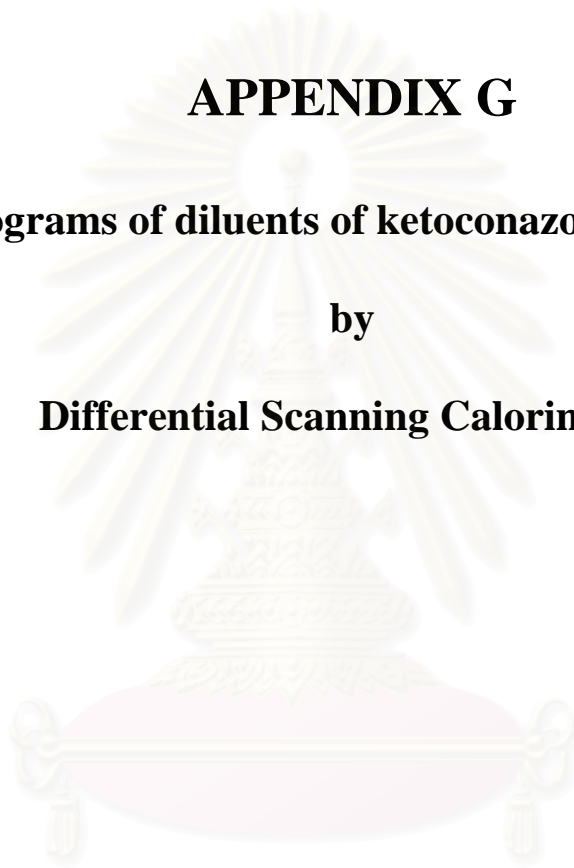 APPENDIX G
ograms of diluents of ketoconazo
by
Differential Scanning Calorin